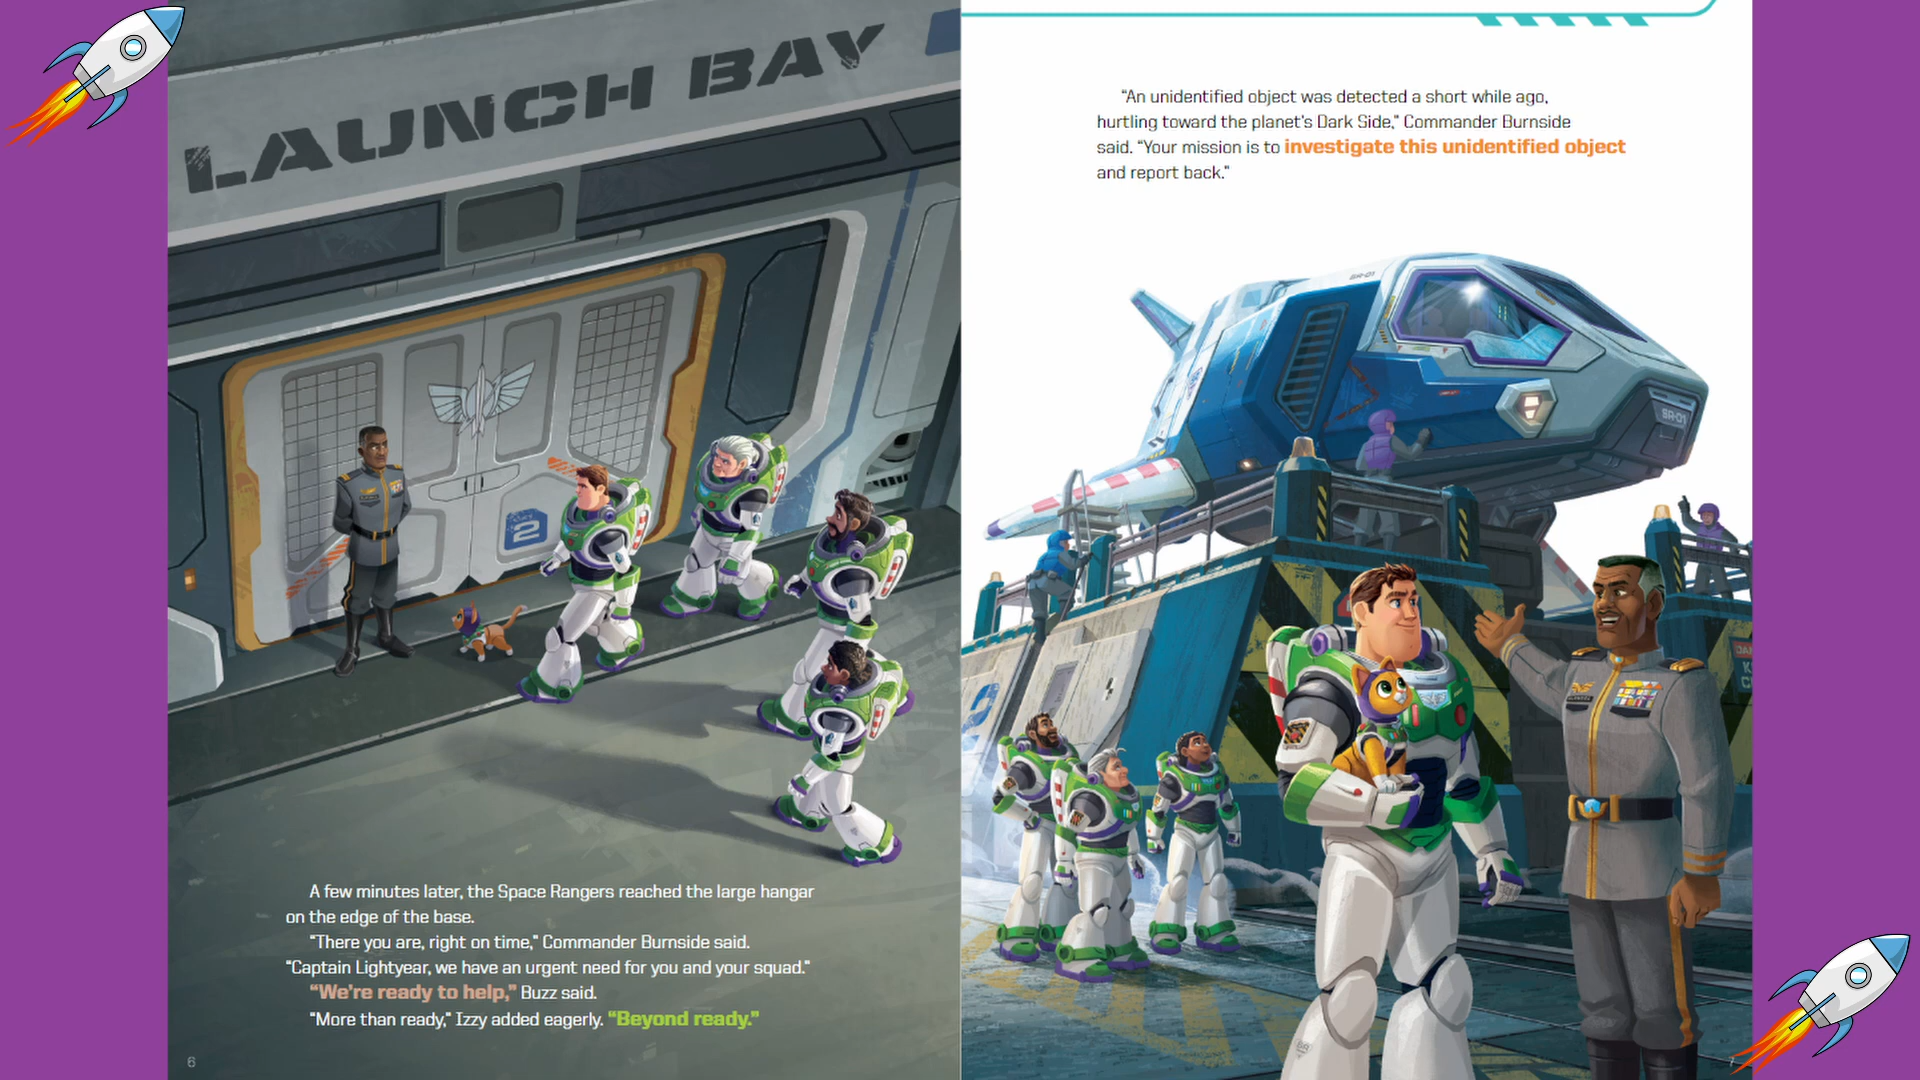 LAUNCH BAY
2
A few minutes later, the Space Rangers reached the large hangar
on the edge of the base.
“There you are, right on time,” Commander Burnside said.
“Captain Lightyear, we have an urgent need for you and your squad.”
“We’re ready to help,” Buzz said.
“More than ready,” Izzy added eagerly. “Beyond ready.”
6
“An unidentified object was detected a short while ago,
hurtling toward the planet’s Dark Side,” Commander Burnside
said. “Your mission is to investigate this unidentified object
and report back.”
SR-01
SR-01